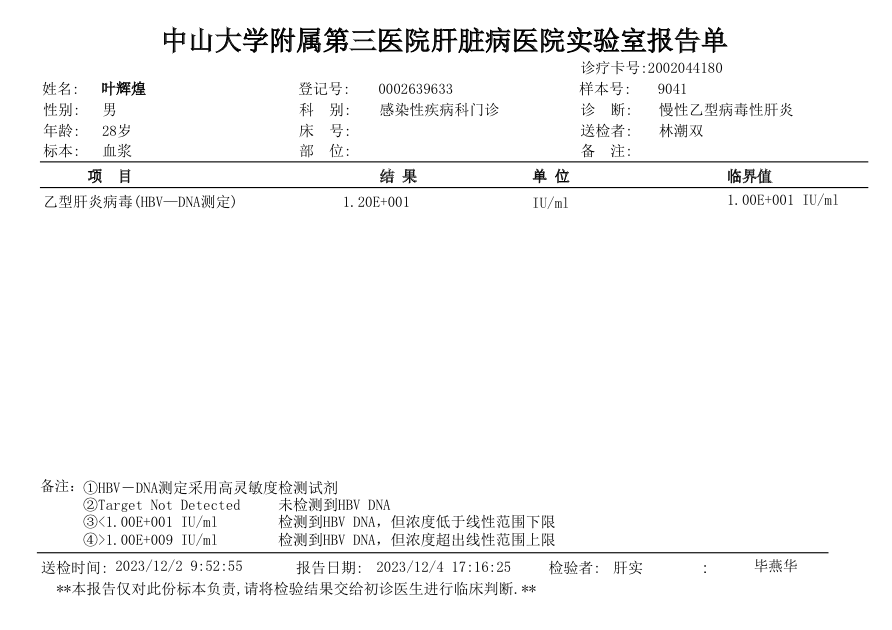 中山大学附属第三医院肝脏病医院实验室报告单
诊疗卡号:2002044180
姓名: 叶辉煌 登记号: 0002639633 样本号: 9041
性别: 男 科 别: 感染性疾病科门诊 诊 断: 慢性乙型病毒性肝炎
年龄: 28岁 床 号: 送检者: 林潮双
标本: 血浆 部 位: 备 注:
项 目 结 果 单 位 临界值
乙型肝炎病毒(HBV—DNA测定) 1.20E+001 IU/ml 1.00E+001 IU/ml
备注: ①HBV－DNA测定采用高灵敏度检测试剂
②Target Not Detected 未检测到HBV DNA
③<1.00E+001 IU/ml 检测到HBV DNA，但浓度低于线性范围下限
④>1.00E+009 IU/ml 检测到HBV DNA，但浓度超出线性范围上限
送检时间: 2023/12/2 9:52:55 报告日期: 2023/12/4 17:16:25 检验者: 肝实 : 毕燕华
**本报告仅对此份标本负责,请将检验结果交给初诊医生进行临床判断.**